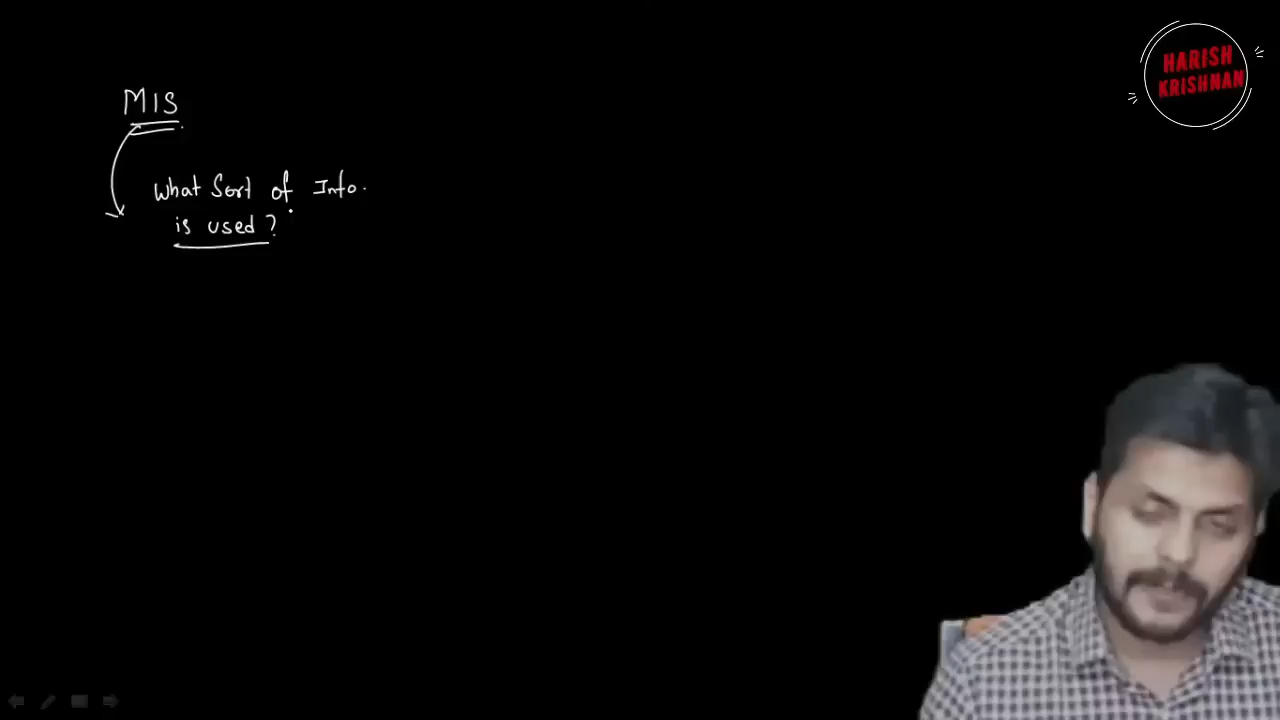 MIS
What Sort of Info.
is used?
HARISH
KRISHNAN